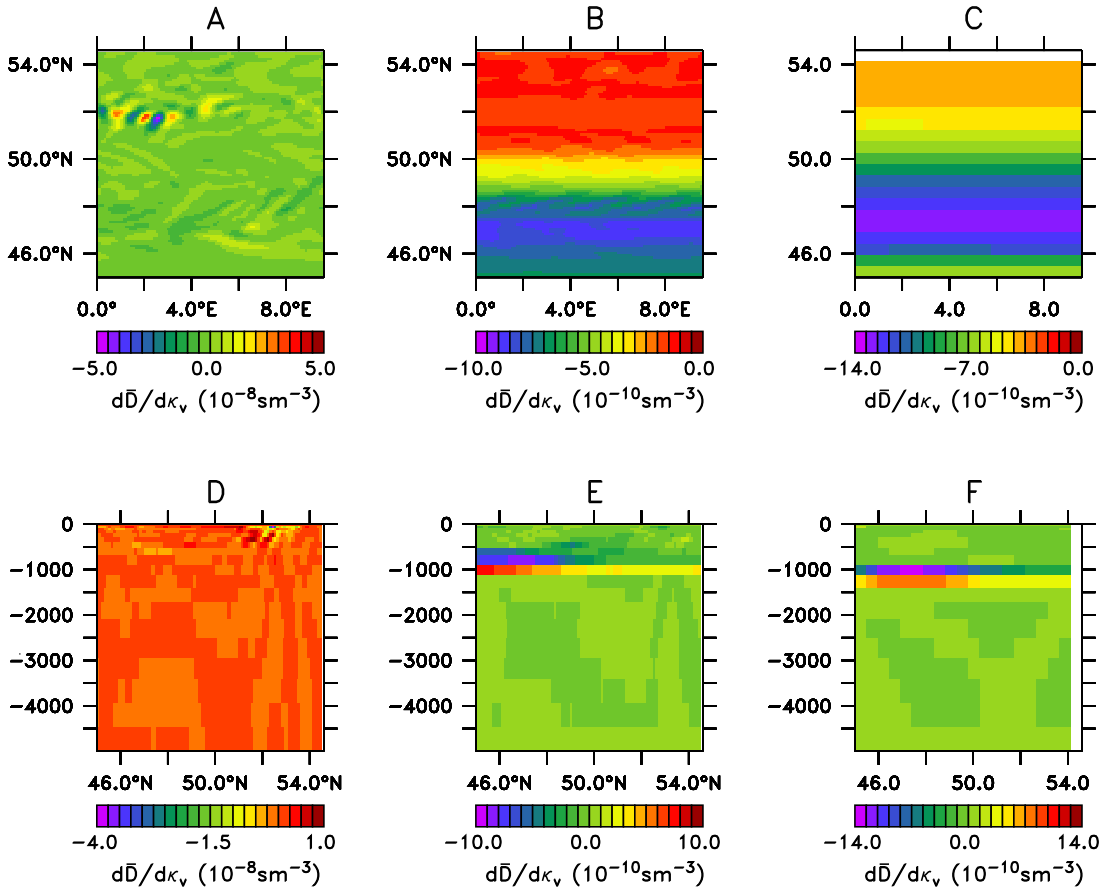 A
54.0°N
50.0°N
46.0°N
0.0° 4.0°E 8.0°E
−5.0 0.0 5.0
dD̄/dκᵥ (10⁻⁸sm⁻³)
B
54.0°N
50.0°N
46.0°N
0.0° 4.0°E 8.0°E
−10.0 −5.0 0.0
dD̄/dκᵥ (10⁻¹⁰sm⁻³)
C
54.0
50.0
46.0
0.0 4.0 8.0
−14.0 −7.0 0.0
dD̄/dκᵥ (10⁻¹⁰sm⁻³)
D
0
−1000
−2000
−3000
−4000
46.0°N 50.0°N 54.0°N
−4.0 −1.5 1.0
dD̄/dκᵥ (10⁻⁸sm⁻³)
E
0
−1000
−2000
−3000
−4000
46.0°N 50.0°N 54.0°N
−10.0 0.0 10.0
dD̄/dκᵥ (10⁻¹⁰sm⁻³)
F
0
−1000
−2000
−3000
−4000
46.0 50.0 54.0
−14.0 0.0 14.0
dD̄/dκᵥ (10⁻¹⁰sm⁻³)